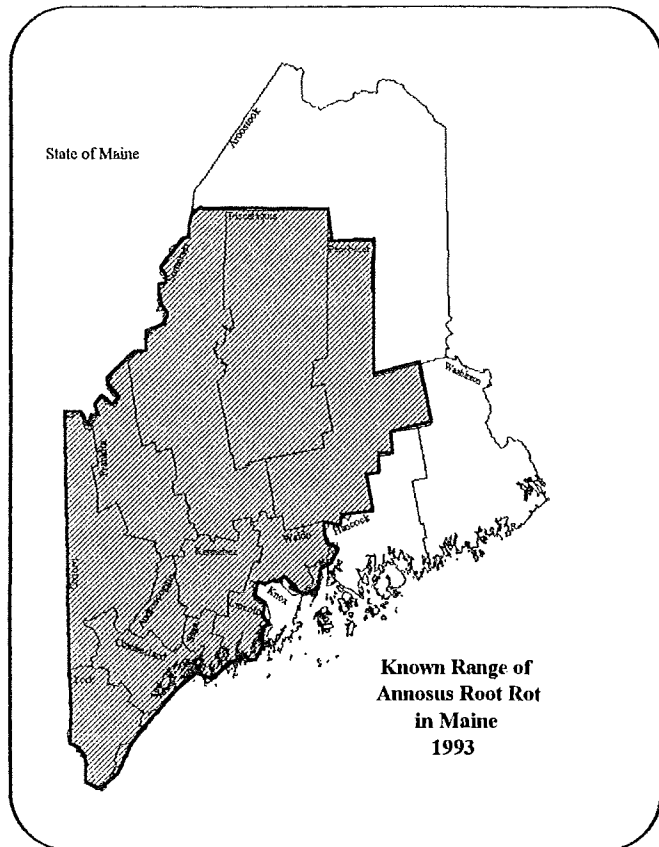 Aroostook
State of Maine
Piscataquis
Penobscot
Somerset
Washington
Franklin
Hancock
Waldo
Kennebec
Oxford
Androscoggin
Knox
Lincoln
Cumberland
York
Known Range of
Annosus Root Rot
in Maine
1993